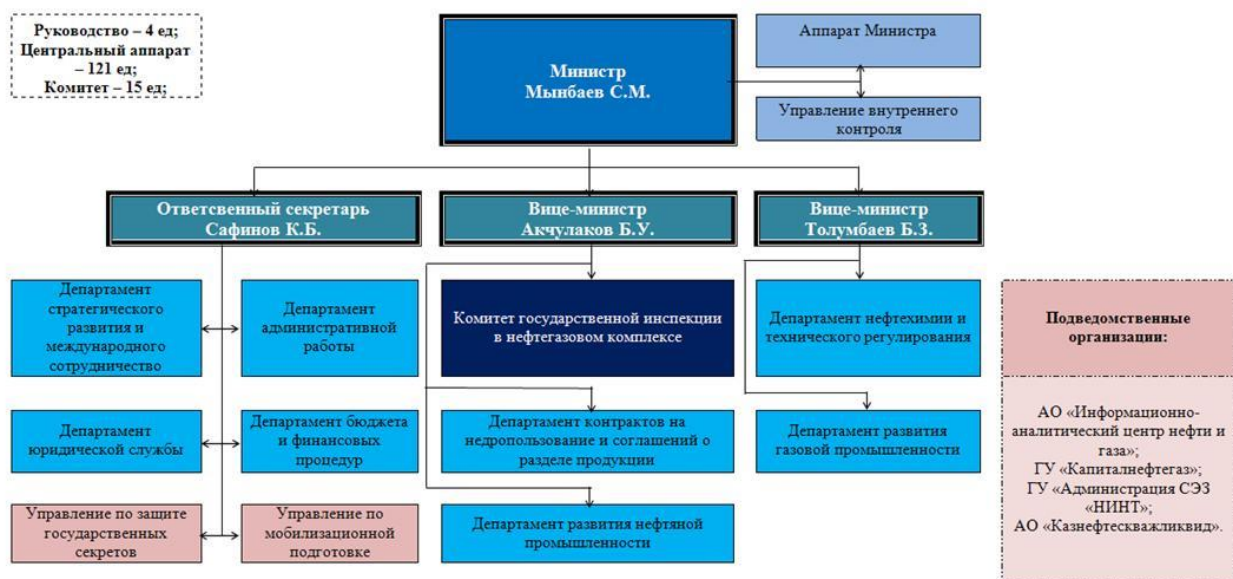 Руководство – 4 ед;
Центральный аппарат
– 121 ед;
Комитет – 15 ед;
Министр
Мынбаев С.М.
Аппарат Министра
Управление внутреннего
контроля
Ответсвенный секретарь
Сафинов К.Б.
Вице-министр
Акчулаков Б.У.
Вице-министр
Толумбаев Б.З.
Департамент
стратегического
развития и
международного
сотрудничество
Департамент
административной
работы
Комитет государственной инспекции
в нефтегазовом комплексе
Департамент нефтехимии и
технического регулирования
Департамент
юридической службы
Департамент бюджета
и финансовых
процедур
Департамент контрактов на
недропользование и соглашений о
разделе продукции
Департамент развития
газовой промышленности
Управление по защите
государственных
секретов
Управление по
мобилизационной
подготовке
Департамент развития нефтяной
промышленности
Подведомственные
организации:
АО «Информационно-
аналитический центр нефти и
газа»;
ГУ «Капиталнефтегаз»;
ГУ «Администрация СЭЗ
«НИНТ»;
АО «Казнефтескважликвид».